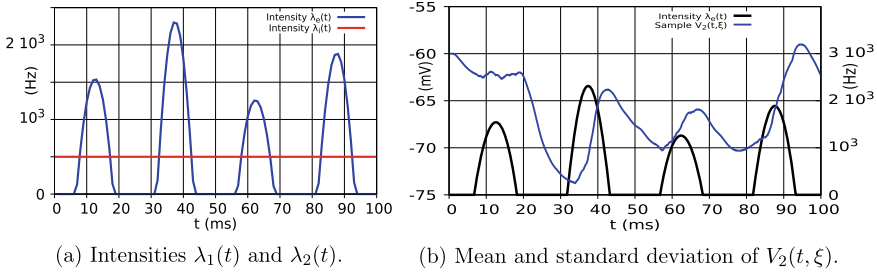 Intensity λe(t)
Intensity λi(t)
2 10³
10³
0
(Hz)
0 10 20 30 40 50 60 70 80 90 100
t (ms)
(a) Intensities λ₁(t) and λ₂(t).
Intensity λe(t)
Sample V₂(t,ξ)
-55
-60
-65
-70
-75
(mV)
3 10³
2 10³
10³
0
(Hz)
0 10 20 30 40 50 60 70 80 90 100
t (ms)
(b) Mean and standard deviation of V₂(t, ξ).